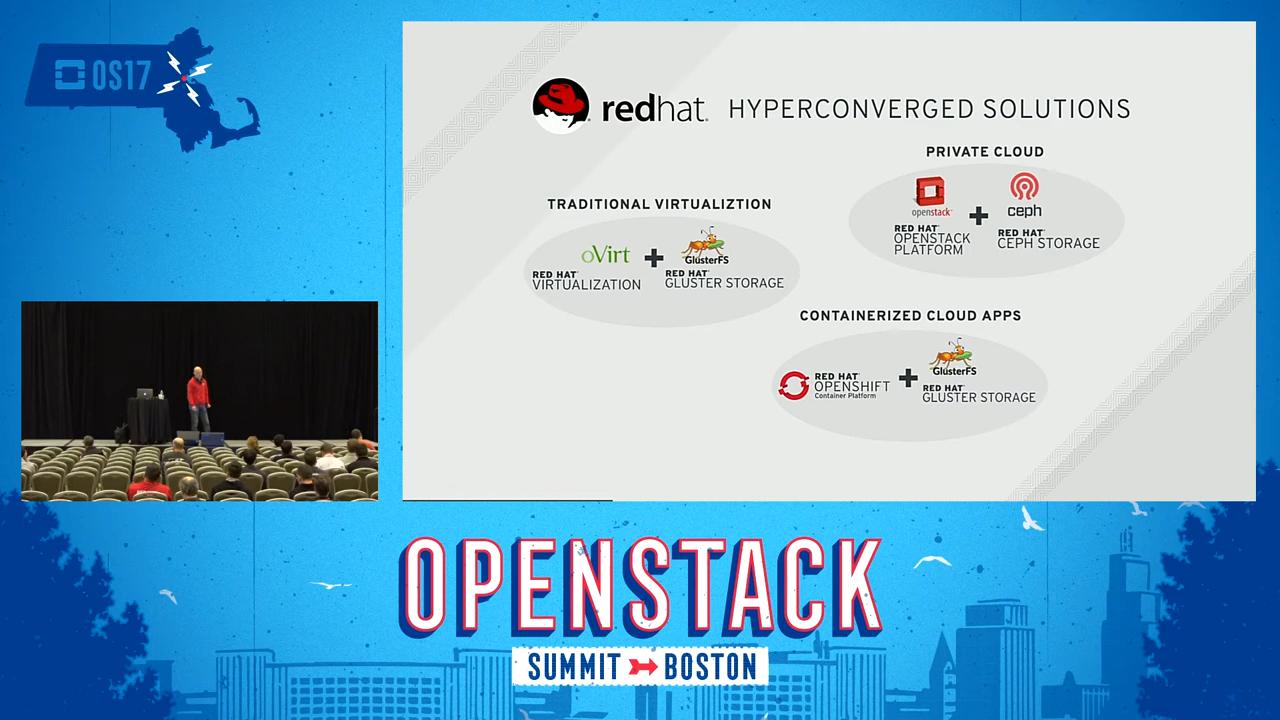 OS17
redhat. HYPERCONVERGED SOLUTIONS
PRIVATE CLOUD
openstack™
ceph
RED HAT®
OPENSTACK
PLATFORM
RED HAT®
CEPH STORAGE
TRADITIONAL VIRTUALIZTION
oVirt
GlusterFS
RED HAT®
VIRTUALIZATION
RED HAT®
GLUSTER STORAGE
CONTAINERIZED CLOUD APPS
RED HAT®
OPENSHIFT
Container Platform
GlusterFS
RED HAT®
GLUSTER STORAGE
OPENSTACK
SUMMIT BOSTON